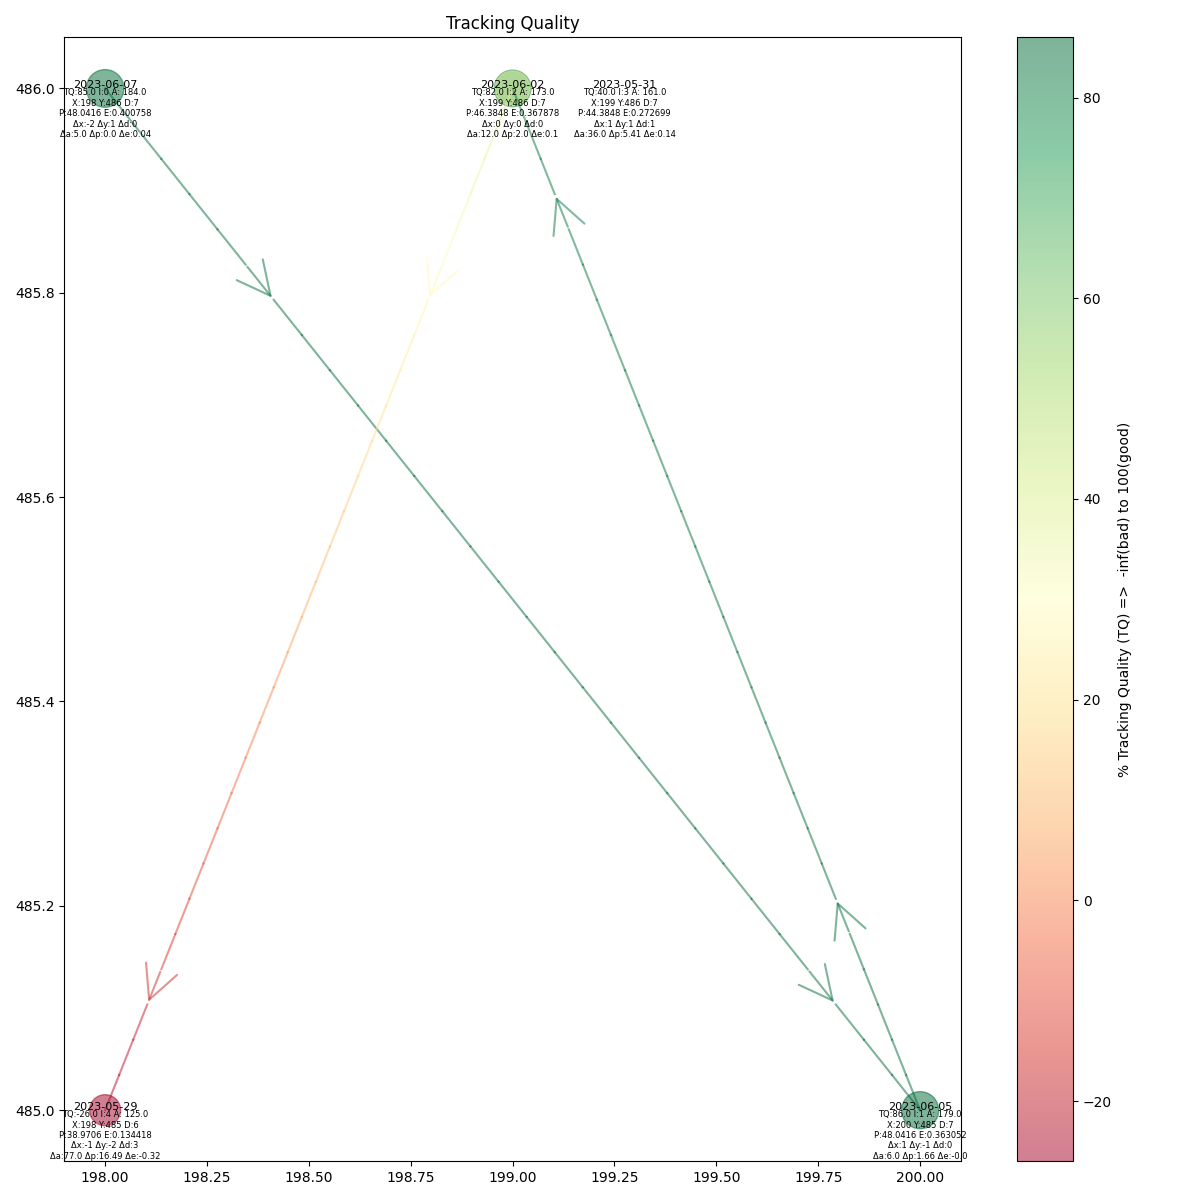 Tracking Quality
486.0
485.8
485.6
485.4
485.2
485.0
2023-06-07
TQ:85.0 I:0 A: 184.0
X:198 Y:486 D:7
P:48.0416 E:0.400758
Δx:-2 Δy:1 Δd:0
Δa:5.0 Δp:0.0 Δe:0.04
2023-06-02
TQ:82.0 I:2 A: 173.0
X:199 Y:486 D:7
P:46.3848 E:0.367878
Δx:0 Δy:0 Δd:0
Δa:12.0 Δp:2.0 Δe:0.1
2023-05-31
TQ:40.0 I:3 A: 161.0
X:199 Y:486 D:7
P:44.3848 E:0.272699
Δx:1 Δy:1 Δd:1
Δa:36.0 Δp:5.41 Δe:0.14
2023-05-29
TQ:-26.0 I:4 A: 125.0
X:198 Y:485 D:6
P:38.9706 E:0.134418
Δx:-1 Δy:-2 Δd:3
Δa:77.0 Δp:16.49 Δe:-0.32
2023-06-05
TQ:86.0 I:1 A: 179.0
X:200 Y:485 D:7
P:48.0416 E:0.363052
Δx:1 Δy:-1 Δd:0
Δa:6.0 Δp:1.66 Δe:-0.0
198.00 198.25 198.50 198.75 199.00 199.25 199.50 199.75 200.00
80
60
40
20
0
−20
% Tracking Quality (TQ) => -inf(bad) to 100(good)